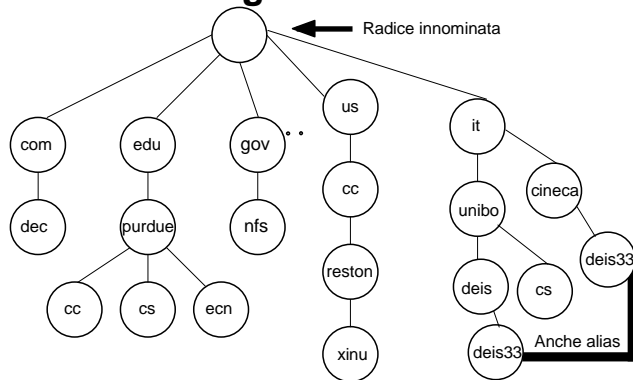 Radice innominata
us
com
edu
gov
it
cc
cineca
dec
purdue
nfs
unibo
reston
deis33
deis
cs
cc
cs
ecn
Anche alias
xinu
deis33